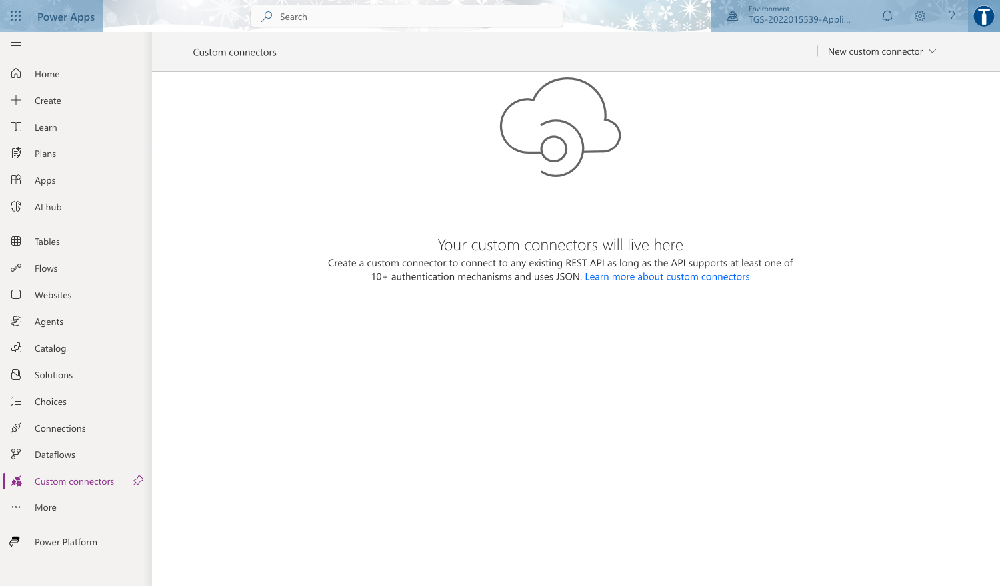 Power Apps
Search
Environment
TGS-2022015539-Appli...
Custom connectors
New custom connector
Home
Create
Learn
Plans
Apps
AI hub
Tables
Flows
Websites
Agents
Catalog
Solutions
Choices
Connections
Dataflows
Custom connectors
More
Power Platform
Your custom connectors will live here
Create a custom connector to connect to any existing REST API as long as the API supports at least one of
10+ authentication mechanisms and uses JSON. Learn more about custom connectors